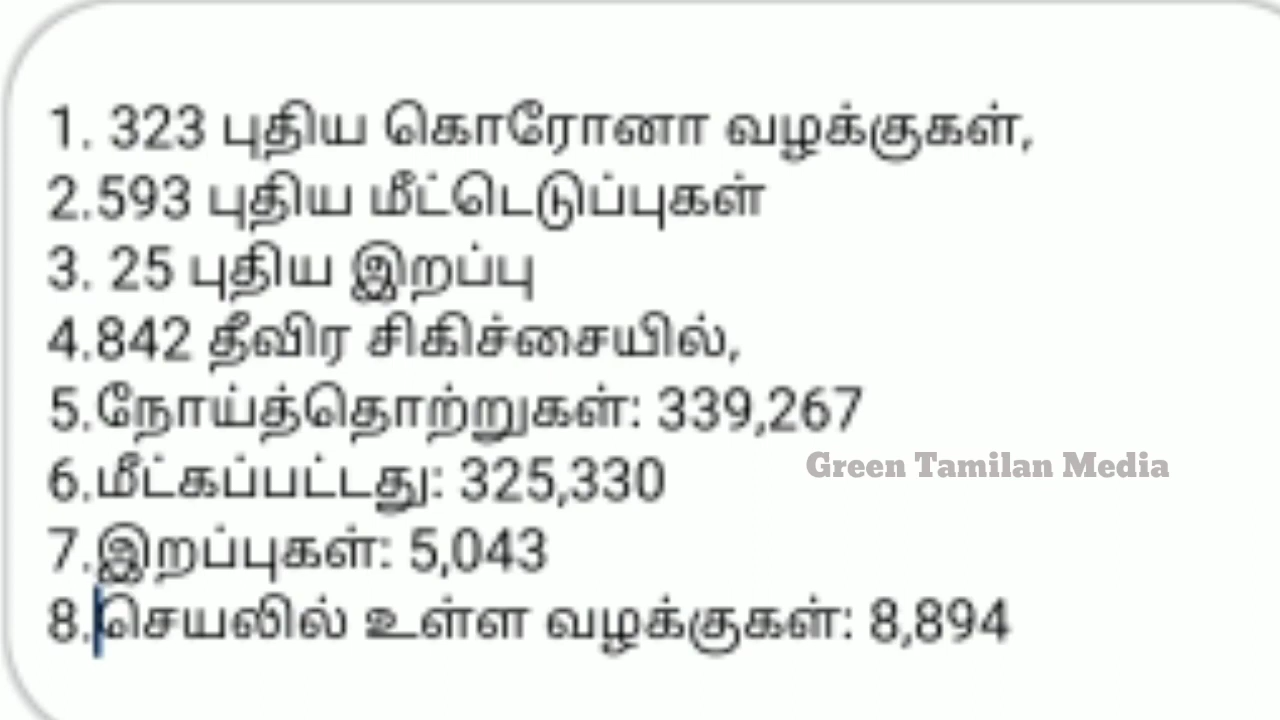 1. 323 புதிய கொரோனா வழக்குகள்,
2.593 புதிய மீட்டெடுப்புகள்
3. 25 புதிய இறப்பு
4.842 தீவிர சிகிச்சையில்,
5.நோய்த்தொற்றுகள்: 339,267
6.மீட்கப்பட்டது: 325,330
Green Tamilan Media
7.இறப்புகள்: 5,043
8.செயலில் உள்ள வழக்குகள்: 8,894